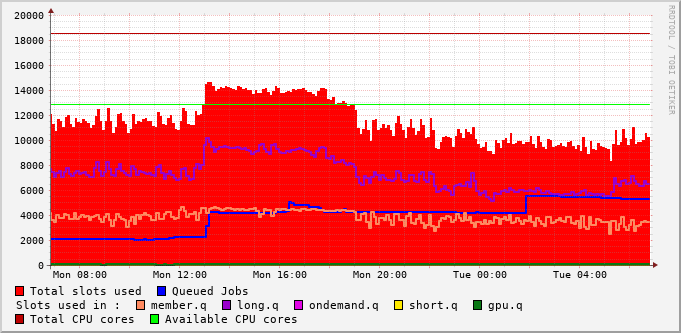 RRDTOOL / TOBI OETIKER
20000
18000
16000
14000
12000
10000
8000
6000
4000
2000
0
Mon 08:00 Mon 12:00 Mon 16:00 Mon 20:00 Tue 00:00 Tue 04:00
Total slots used Queued Jobs
Slots used in : member.q long.q ondemand.q short.q gpu.q
Total CPU cores Available CPU cores